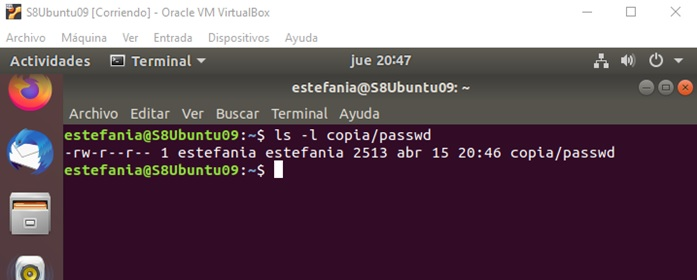 S8Ubuntu09 [Corriendo] - Oracle VM VirtualBox
Archivo Máquina Ver Entrada Dispositivos Ayuda
Actividades Terminal jue 20:47
estefania@S8Ubuntu09: ~
Archivo Editar Ver Buscar Terminal Ayuda
estefania@S8Ubuntu09:~$ ls -l copia/passwd
-rw-r--r-- 1 estefania estefania 2513 abr 15 20:46 copia/passwd
estefania@S8Ubuntu09:~$